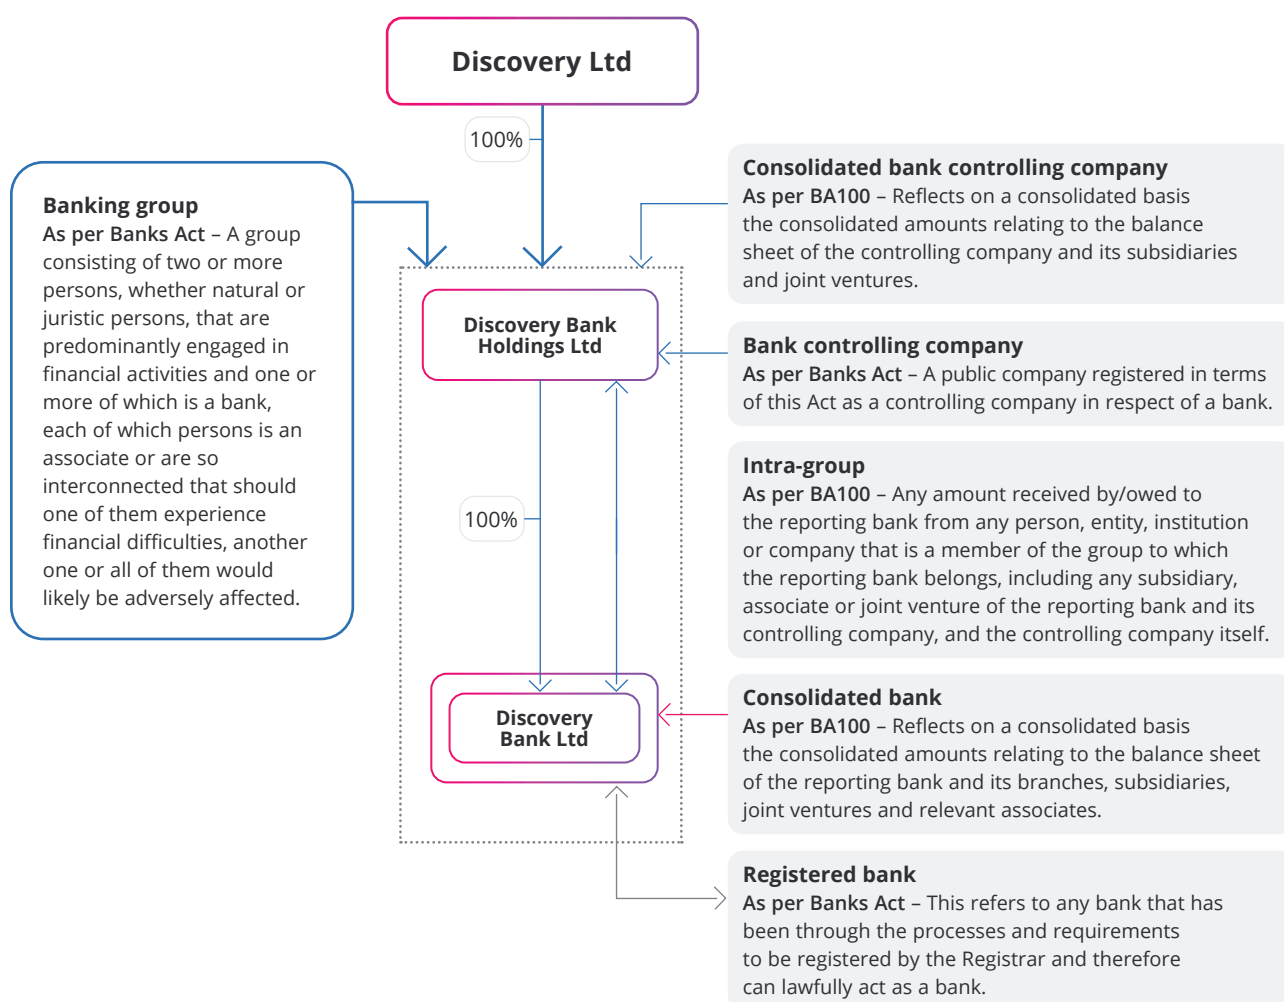 Discovery Ltd
100%
Banking group
As per Banks Act – A group
consisting of two or more
persons, whether natural or
juristic persons, that are
predominantly engaged in
financial activities and one or
more of which is a bank,
each of which persons is an
associate or are so
interconnected that should
one of them experience
financial difficulties, another
one or all of them would
likely be adversely affected.
Discovery Bank
Holdings Ltd
100%
Discovery
Bank Ltd
Consolidated bank controlling company
As per BA100 – Reflects on a consolidated basis
the consolidated amounts relating to the balance
sheet of the controlling company and its subsidiaries
and joint ventures.
Bank controlling company
As per Banks Act – A public company registered in terms
of this Act as a controlling company in respect of a bank.
Intra-group
As per BA100 – Any amount received by/owed to
the reporting bank from any person, entity, institution
or company that is a member of the group to which
the reporting bank belongs, including any subsidiary,
associate or joint venture of the reporting bank and its
controlling company, and the controlling company itself.
Consolidated bank
As per BA100 – Reflects on a consolidated basis
the consolidated amounts relating to the balance sheet
of the reporting bank and its branches, subsidiaries,
joint ventures and relevant associates.
Registered bank
As per Banks Act – This refers to any bank that has
been through the processes and requirements
to be registered by the Registrar and therefore
can lawfully act as a bank.